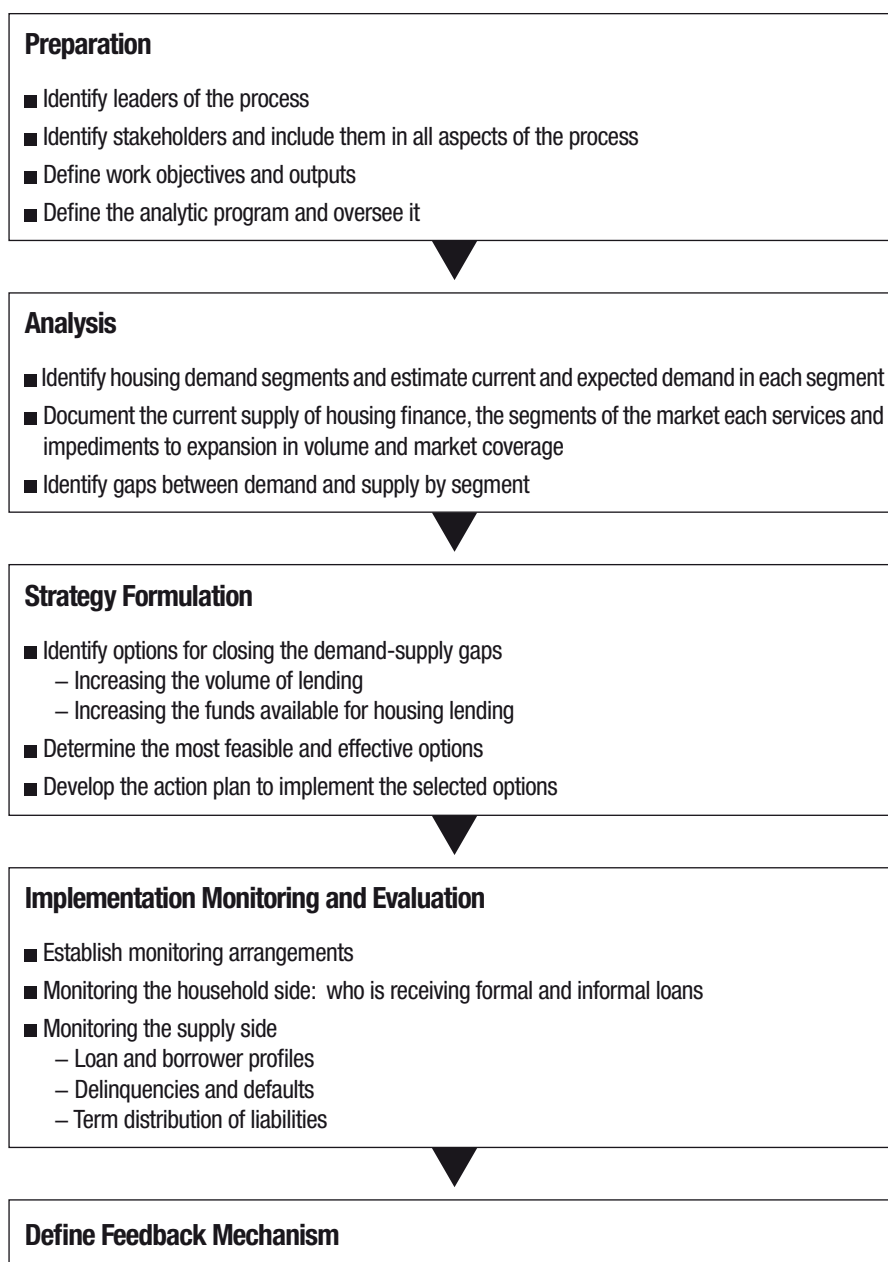 Preparation
■ Identify leaders of the process
■ Identify stakeholders and include them in all aspects of the process
■ Define work objectives and outputs
■ Define the analytic program and oversee it
Analysis
■ Identify housing demand segments and estimate current and expected demand in each segment
■ Document the current supply of housing finance, the segments of the market each services and
impediments to expansion in volume and market coverage
■ Identify gaps between demand and supply by segment
Strategy Formulation
■ Identify options for closing the demand-supply gaps
– Increasing the volume of lending
– Increasing the funds available for housing lending
■ Determine the most feasible and effective options
■ Develop the action plan to implement the selected options
Implementation Monitoring and Evaluation
■ Establish monitoring arrangements
■ Monitoring the household side: who is receiving formal and informal loans
■ Monitoring the supply side
– Loan and borrower profiles
– Delinquencies and defaults
– Term distribution of liabilities
Define Feedback Mechanism